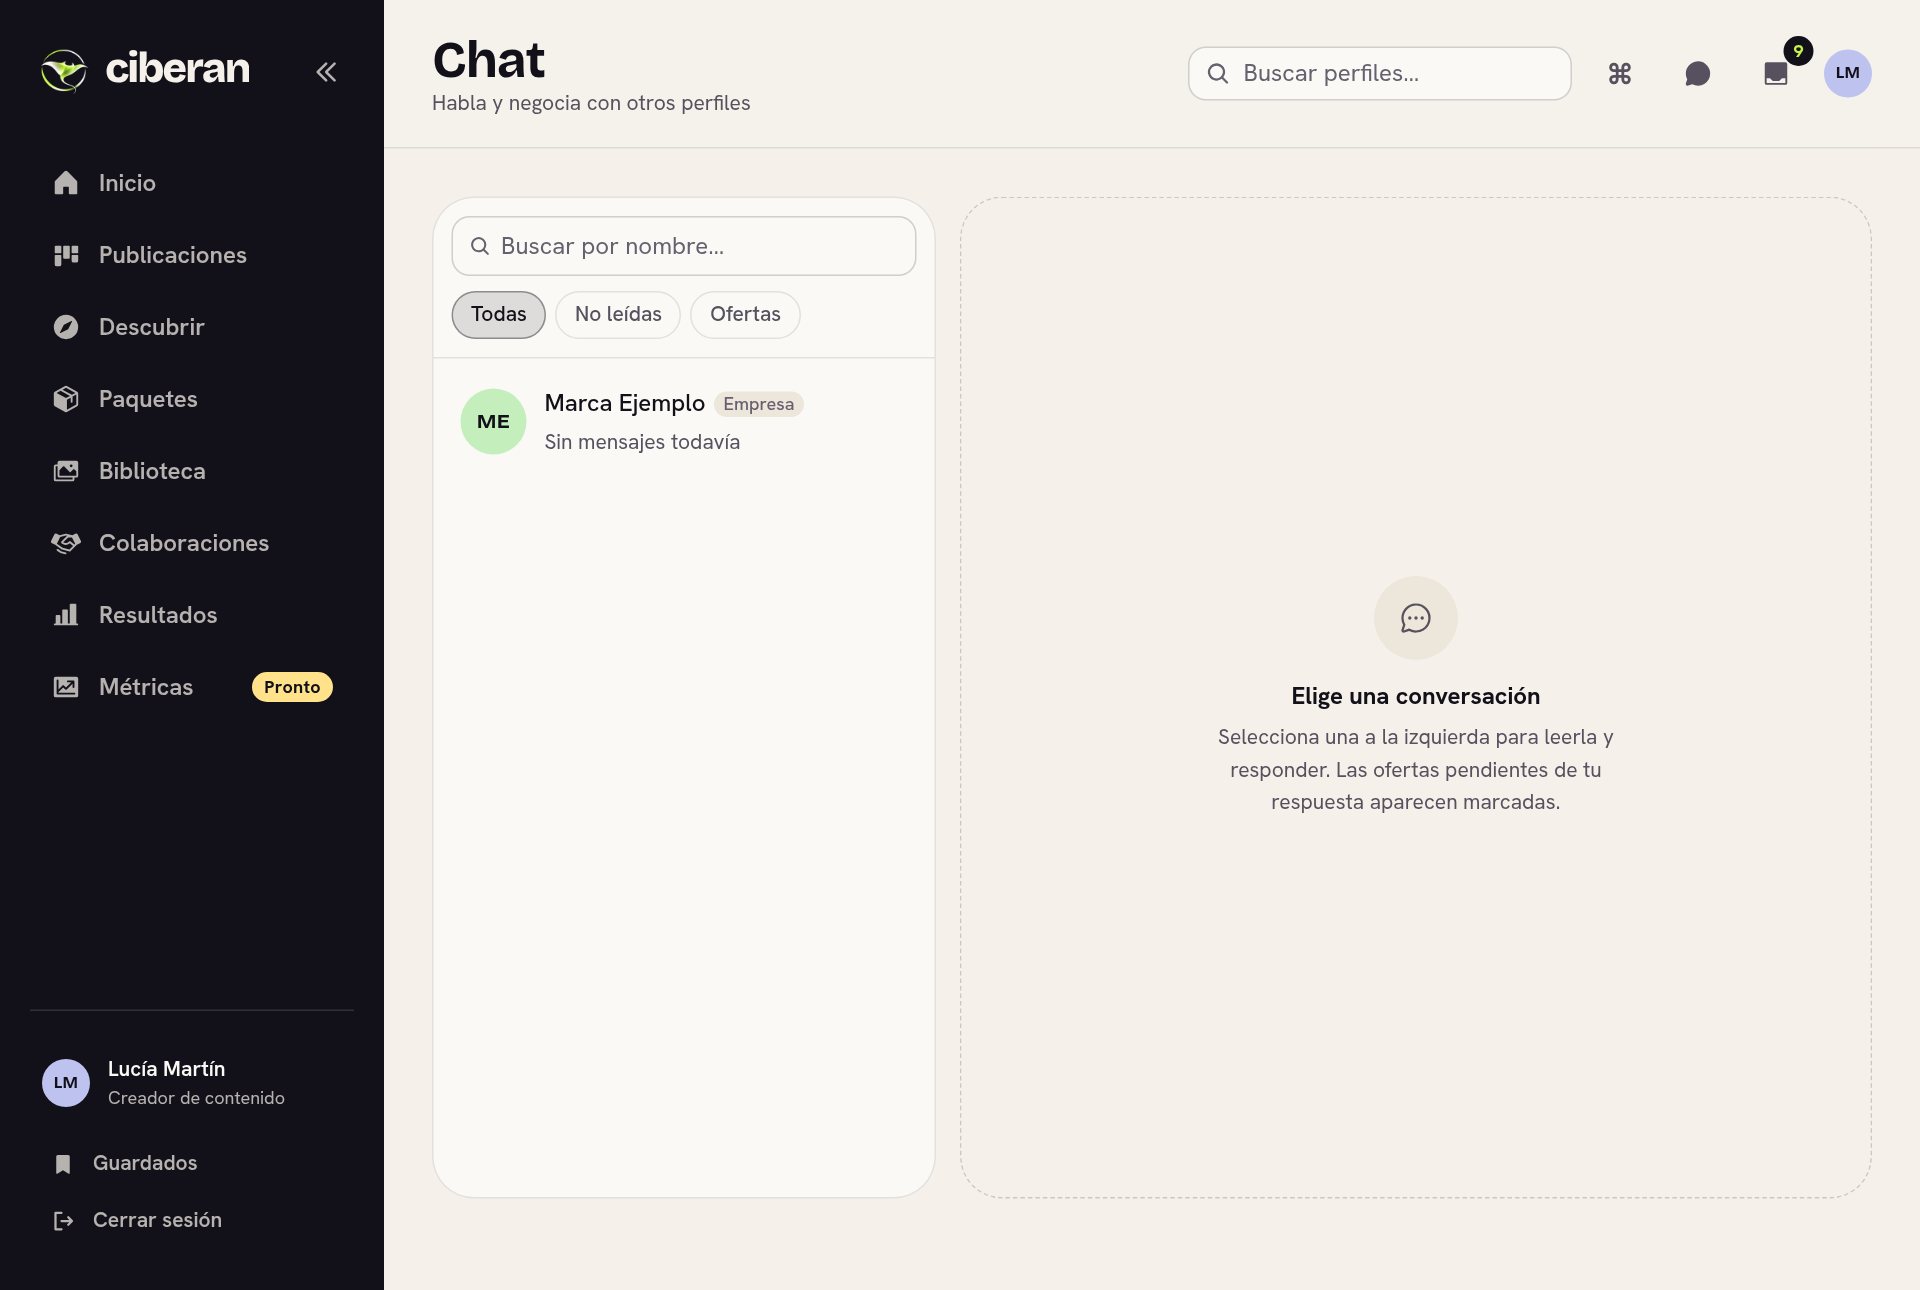 ciberan
Inicio
Publicaciones
Descubrir
Paquetes
Biblioteca
Colaboraciones
Resultados
Métricas
Pronto
Lucía Martín
LM
Creador de contenido
Guardados
Cerrar sesión
Chat
Habla y negocia con otros perfiles
Buscar perfiles...
9
LM
Buscar por nombre...
Todas
No leídas
Ofertas
ME
Marca Ejemplo
Empresa
Sin mensajes todavía
Elige una conversación
Selecciona una a la izquierda para leerla y
responder. Las ofertas pendientes de tu
respuesta aparecen marcadas.